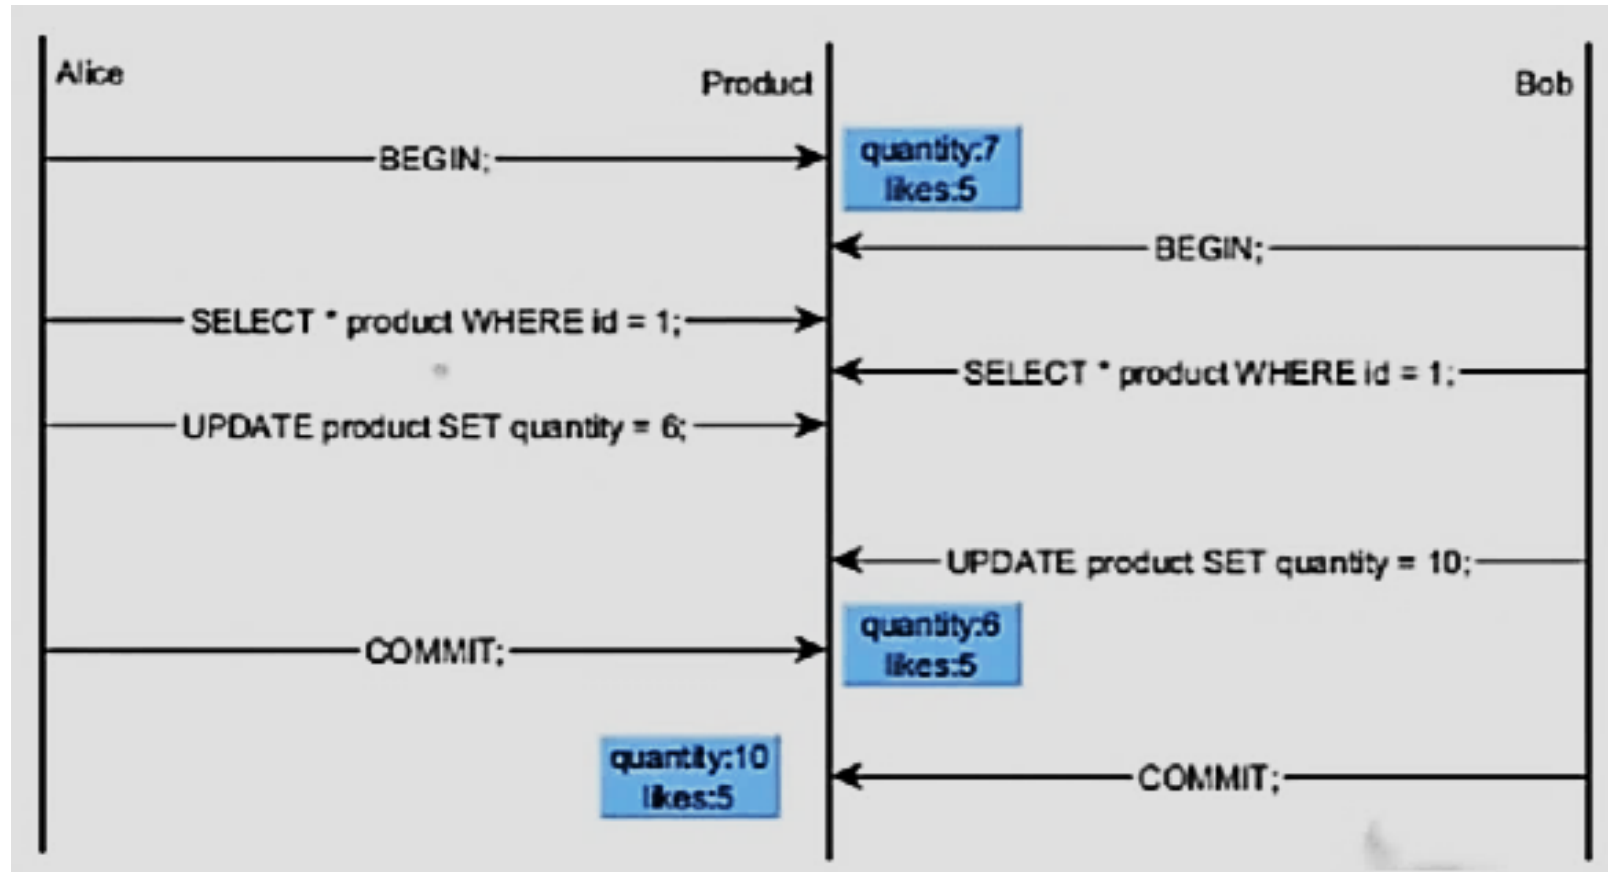 Alice
Product
Bob
BEGIN;
quantity:7
likes:5
BEGIN;
SELECT * product WHERE id = 1;
SELECT * product WHERE id = 1;
UPDATE product SET quantity = 6;
UPDATE product SET quantity = 10;
COMMIT;
quantity:6
likes:5
quantity:10
likes:5
COMMIT;